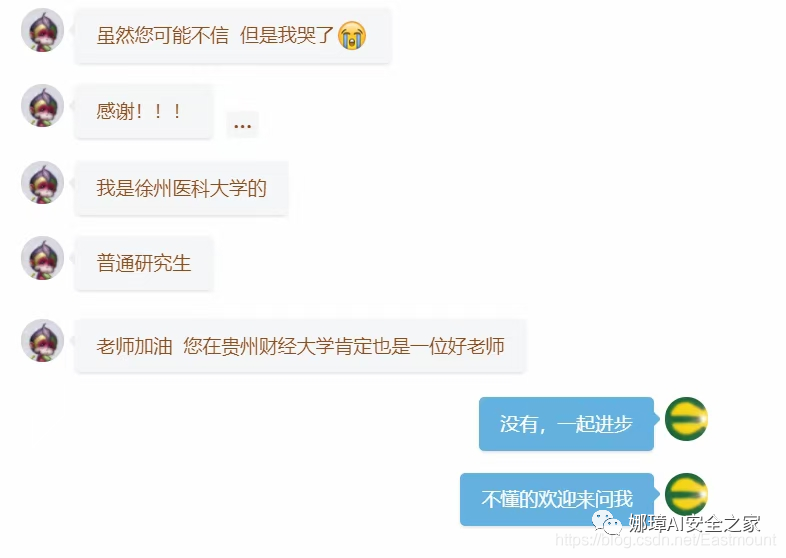 虽然您可能不信 但是我哭了😭
感谢！！！
...
我是徐州医科大学的
普通研究生
老师加油 您在贵州财经大学肯定也是一位好老师
没有，一起进步
不懂的欢迎来问我
娜璋AI安全之家
https://blog.csdn.net/Eastmount